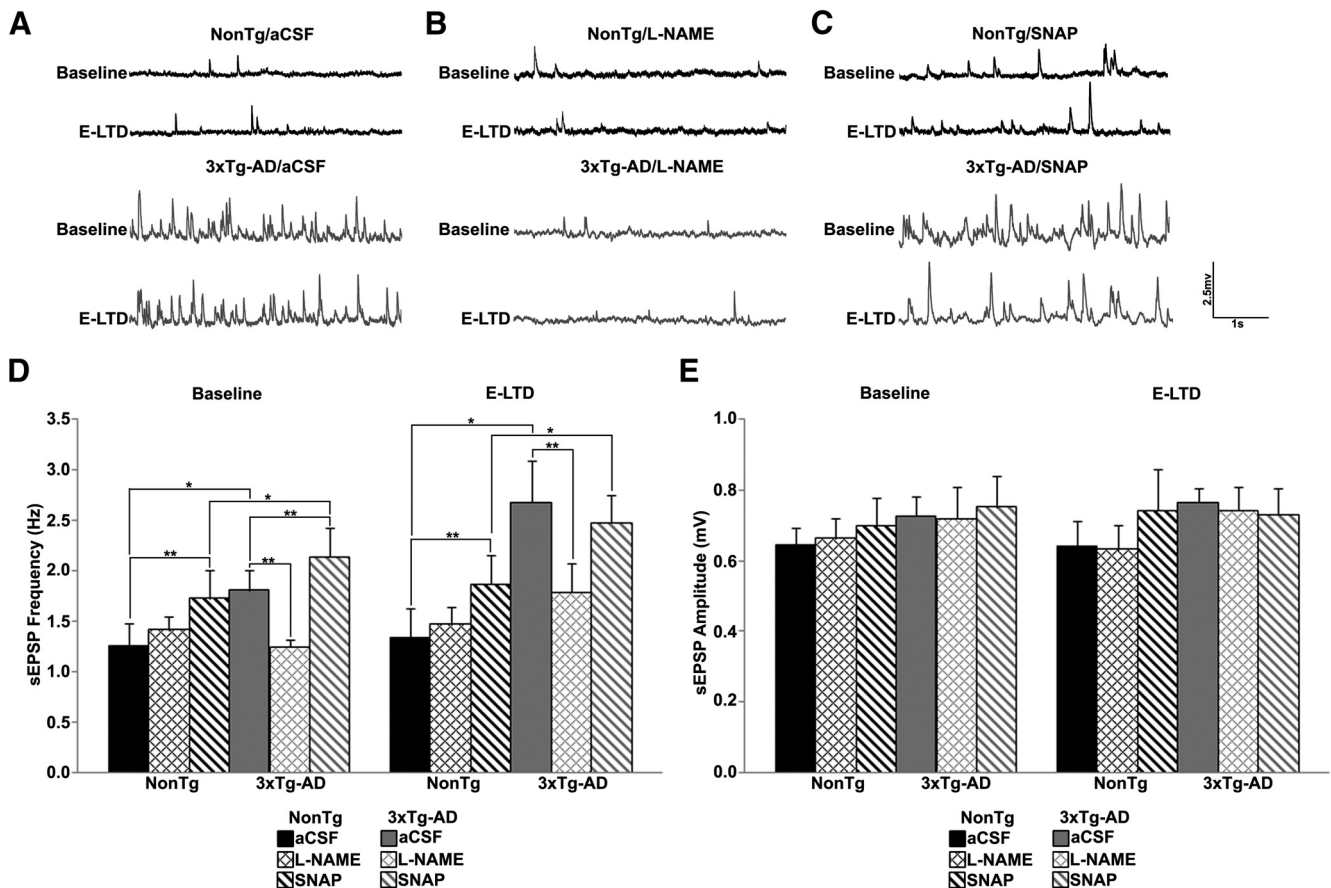 A
NonTg/aCSF
Baseline
E-LTD
3xTg-AD/aCSF
Baseline
E-LTD
B
NonTg/L-NAME
Baseline
E-LTD
3xTg-AD/L-NAME
Baseline
E-LTD
C
NonTg/SNAP
Baseline
E-LTD
3xTg-AD/SNAP
Baseline
E-LTD
2.5mv
1s
D
Baseline
E-LTD
sEPSP Frequency (Hz)
3.5
3.0
2.5
2.0
1.5
1.0
0.5
0.0
*
*
**
**
**
*
*
**
**
NonTg
3xTg-AD
NonTg
3xTg-AD
NonTg
3xTg-AD
aCSF
aCSF
L-NAME
L-NAME
SNAP
SNAP
E
Baseline
E-LTD
sEPSP Amplitude (mV)
1.0
0.8
0.6
0.4
0.2
0.0
NonTg
3xTg-AD
NonTg
3xTg-AD
NonTg
3xTg-AD
aCSF
aCSF
L-NAME
L-NAME
SNAP
SNAP